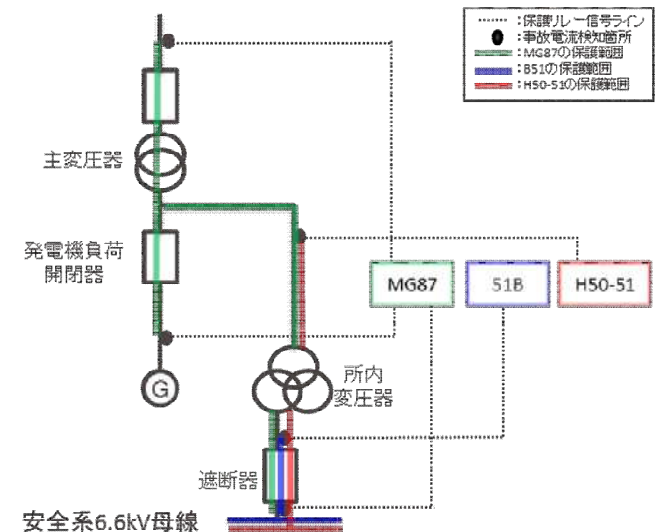 :保護リレー信号ライン
:事故電流検知箇所
:MG87の保護範囲
:B51の保護範囲
:H50-51の保護範囲
主変圧器
発電機負荷
開閉器
MG87
51B
H50-51
G
所内
変圧器
遮断器
安全系6.6kV母線